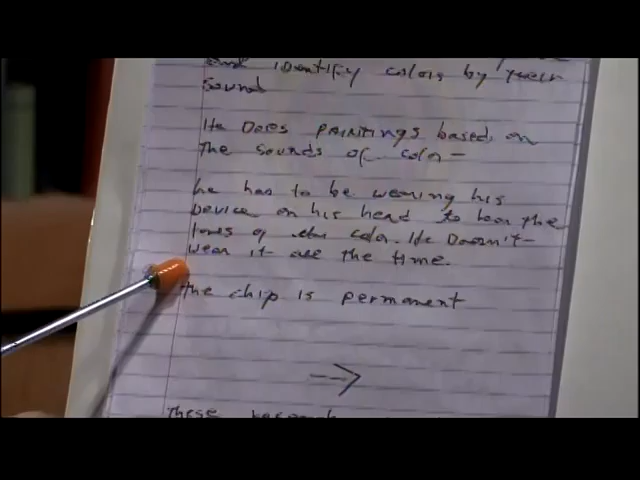 and identify colors by their
Sound
He Does paintings based on
The sounds of color -
he has to be wearing his
Device on his head to hear the
tones of color. He Doesn't -
wear it all the time.
the chip is permanent
These